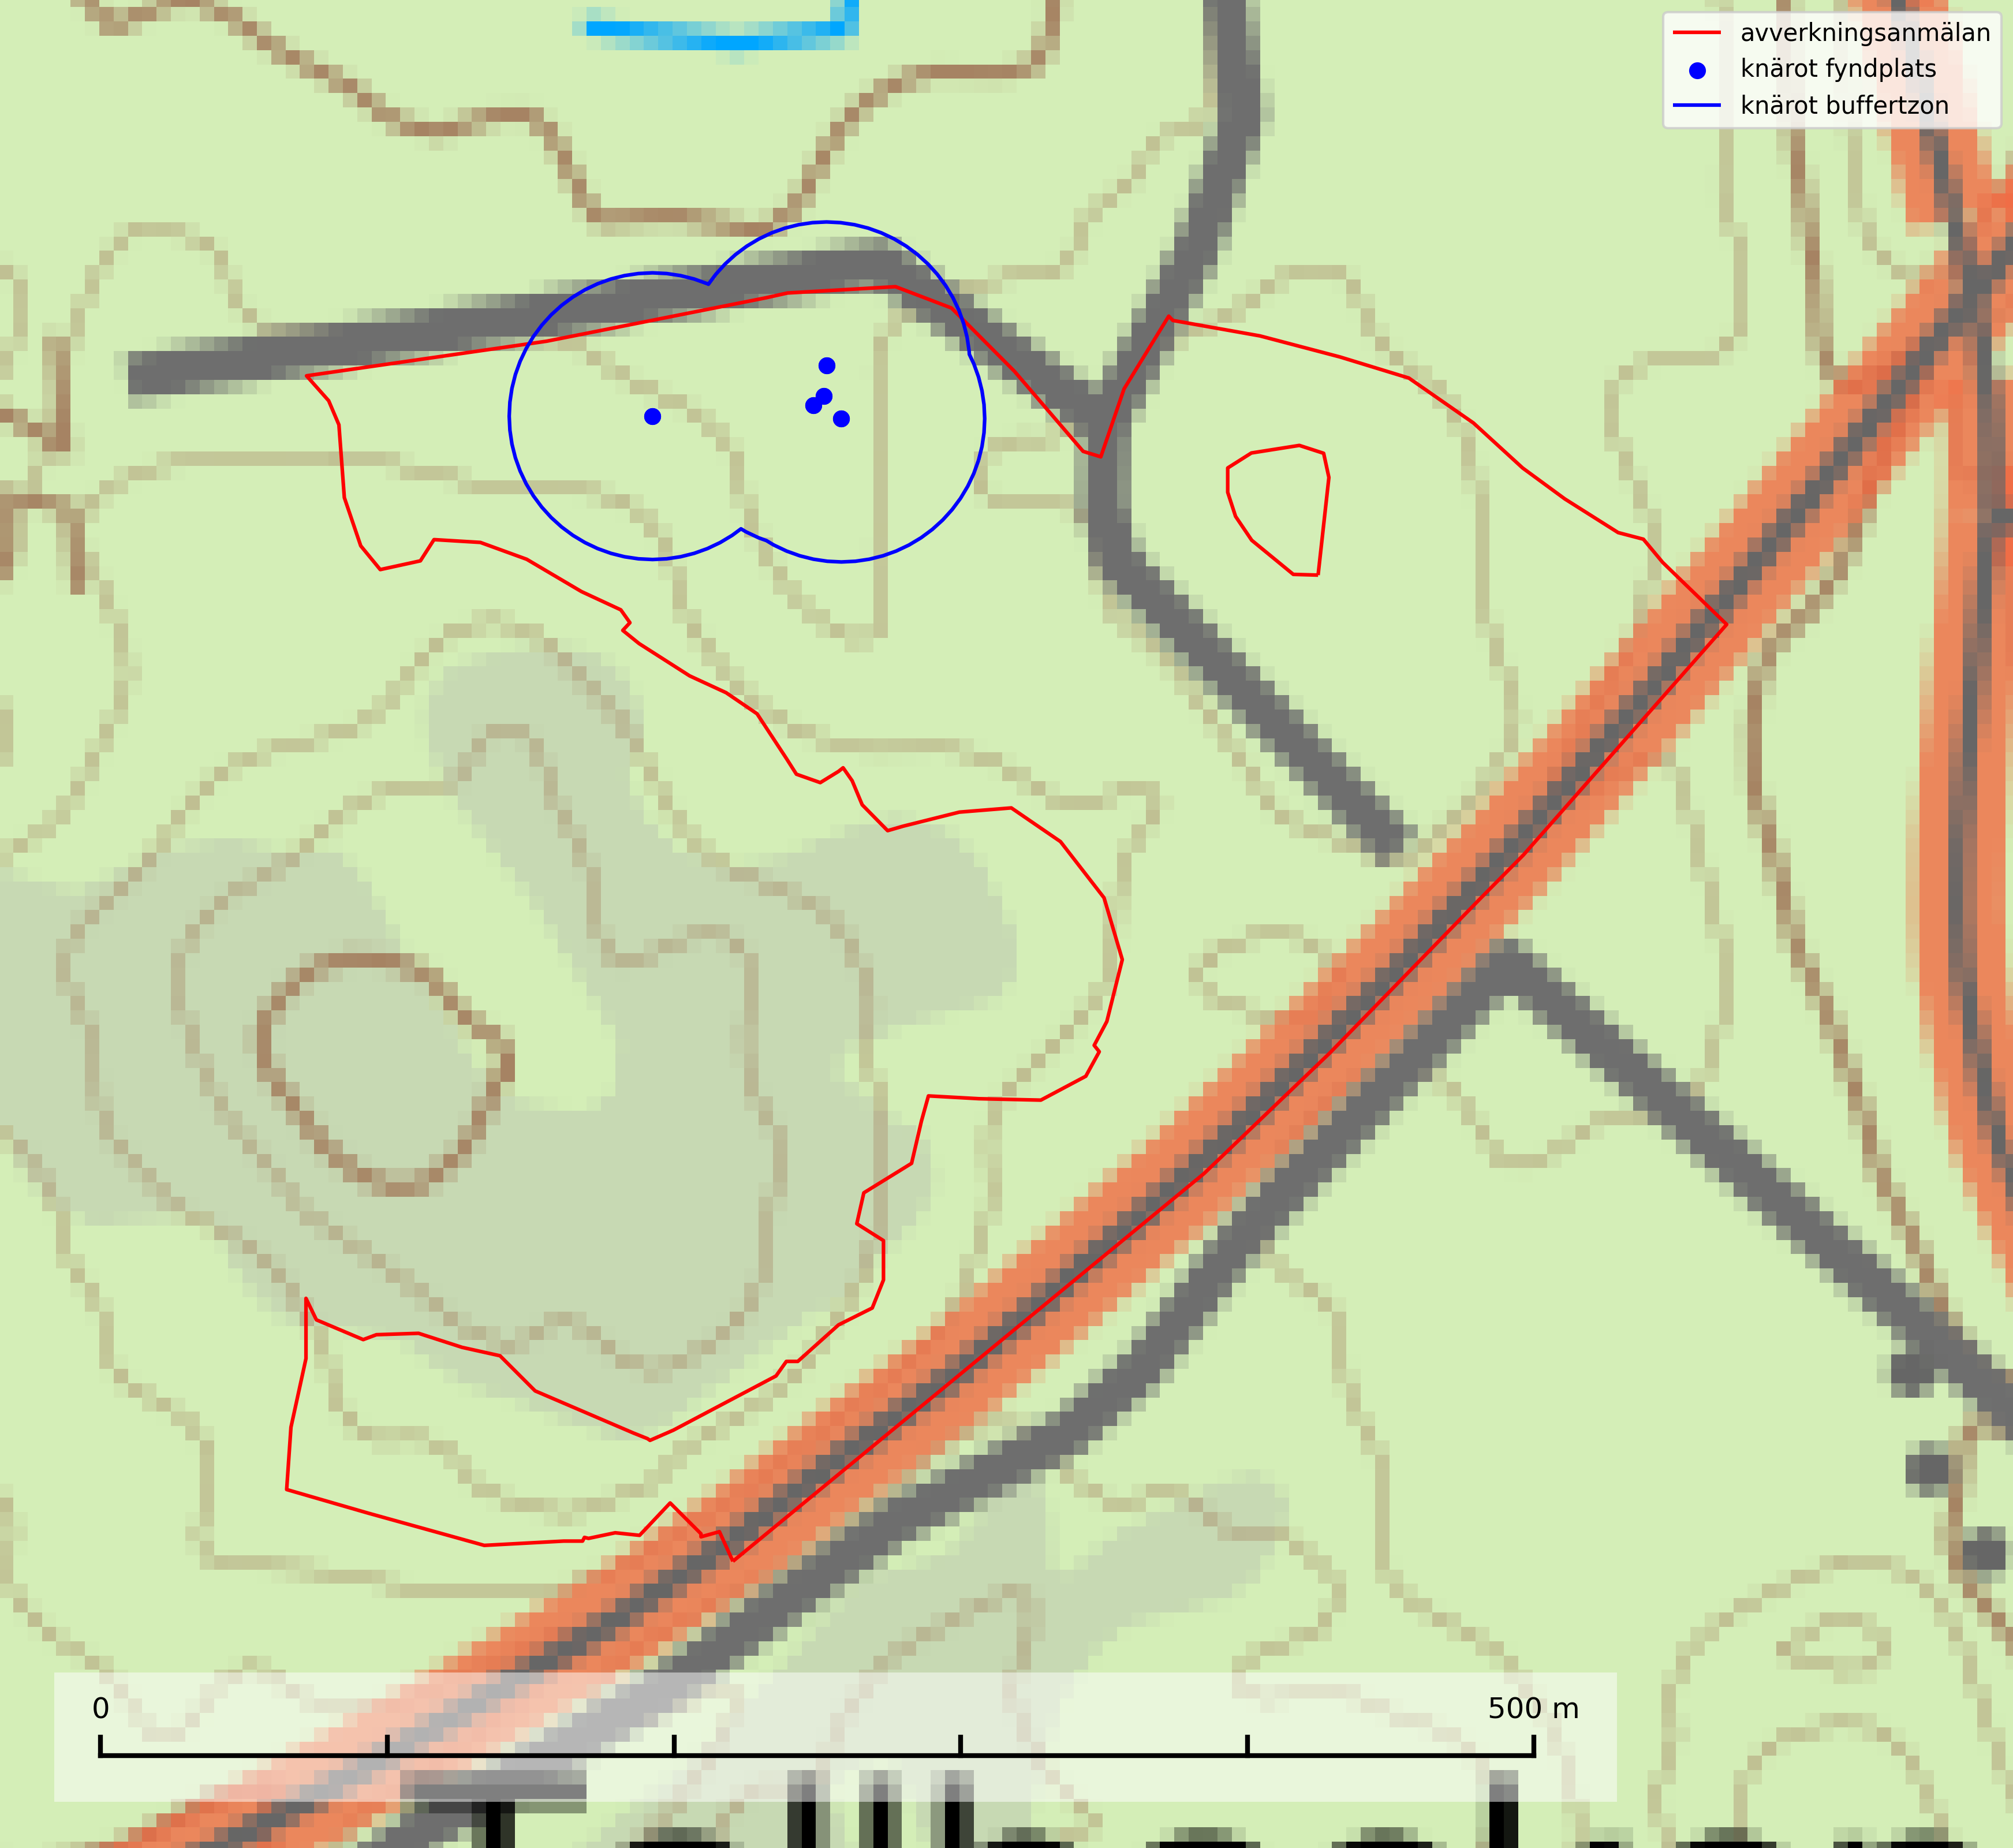 avverkningsanmälan
knärot fyndplats
knärot buffertzon
0
500 m